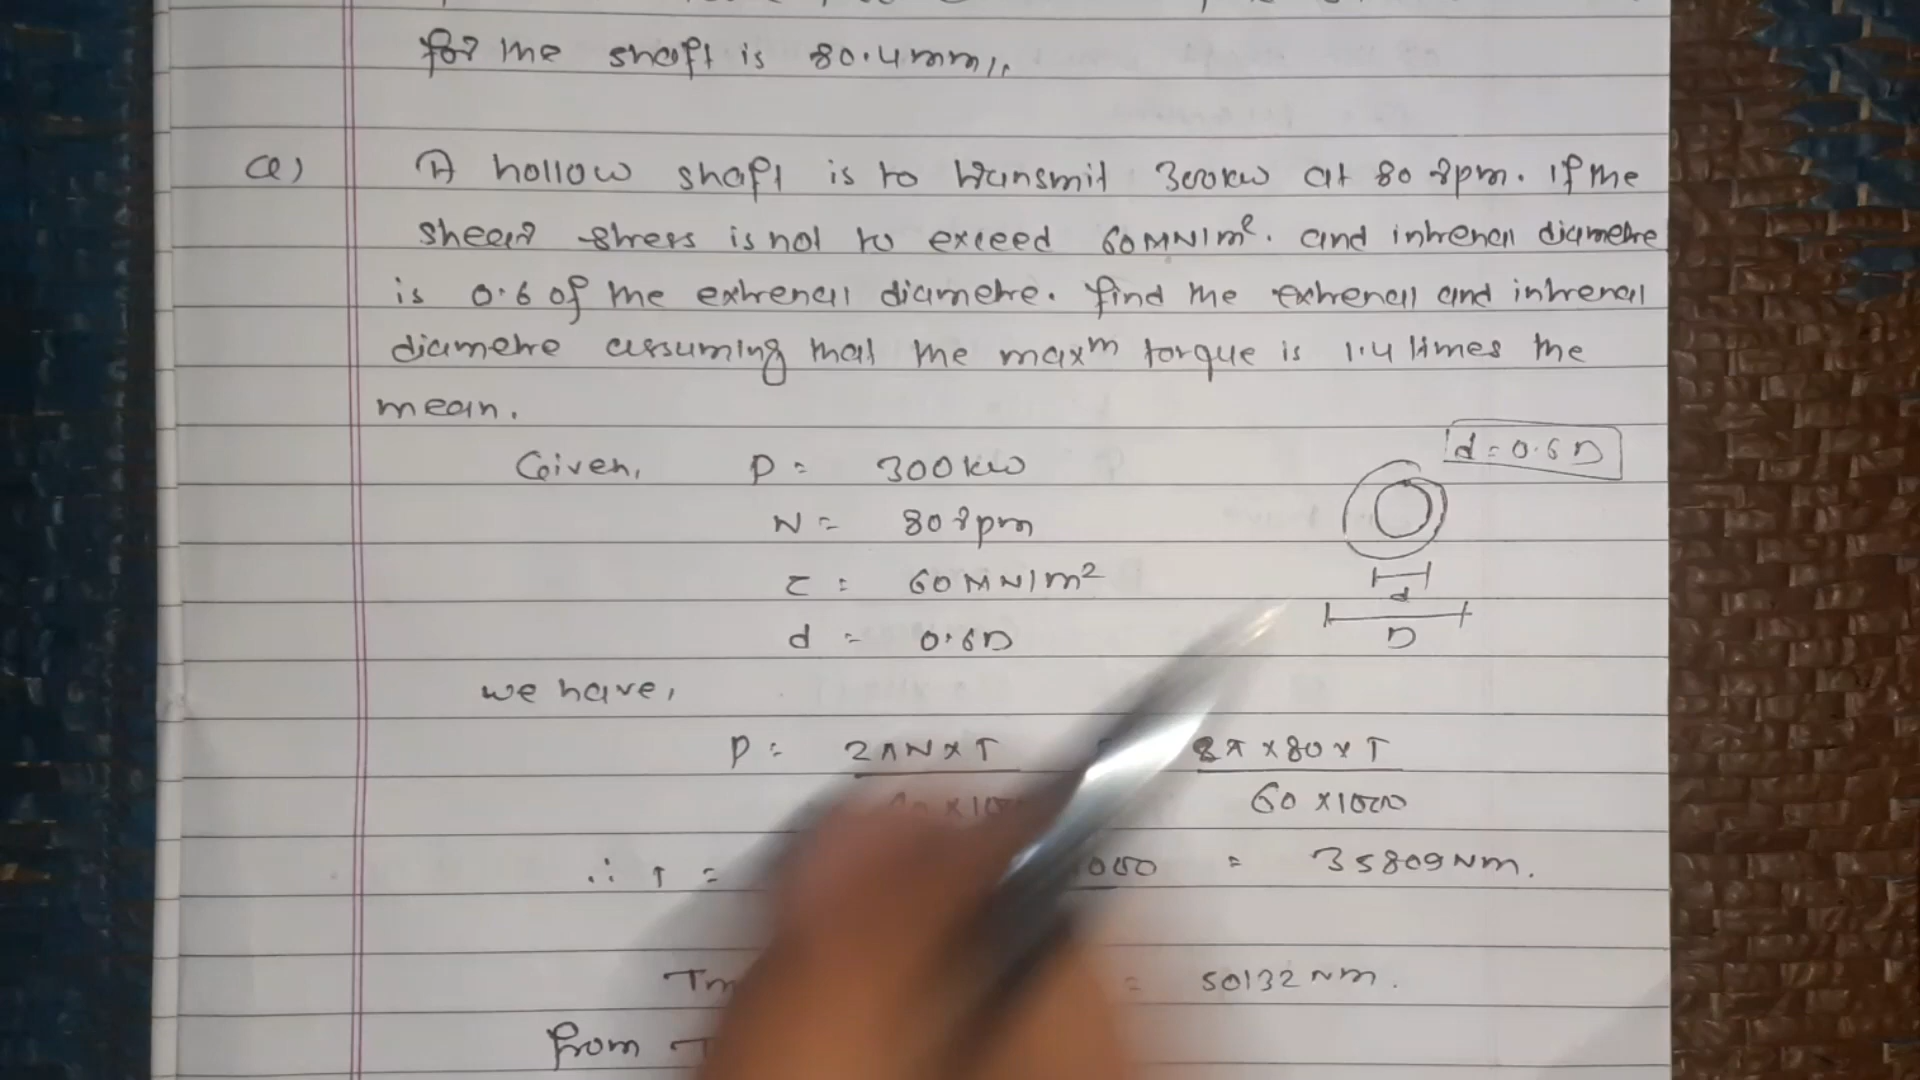 for the shaft is 80.4mm,,
Q) A hollow shaft is to transmit 300kw at 80 rpm. If the
shear stress is not to exceed 60MN/m². and internal diametre
is 0.6 of the external diametre. find the external and internal
diametre assuming that the maxm torque is 1.4 times the
mean.
d = 0.6D
Given, P = 300kw
N = 80rpm
τ = 60MN/m²
d
d = 0.6D
D
we have,
P = 2πN×T 2π×80×T
60×1000
∴ T = = 35809Nm.
= 50132Nm.
from